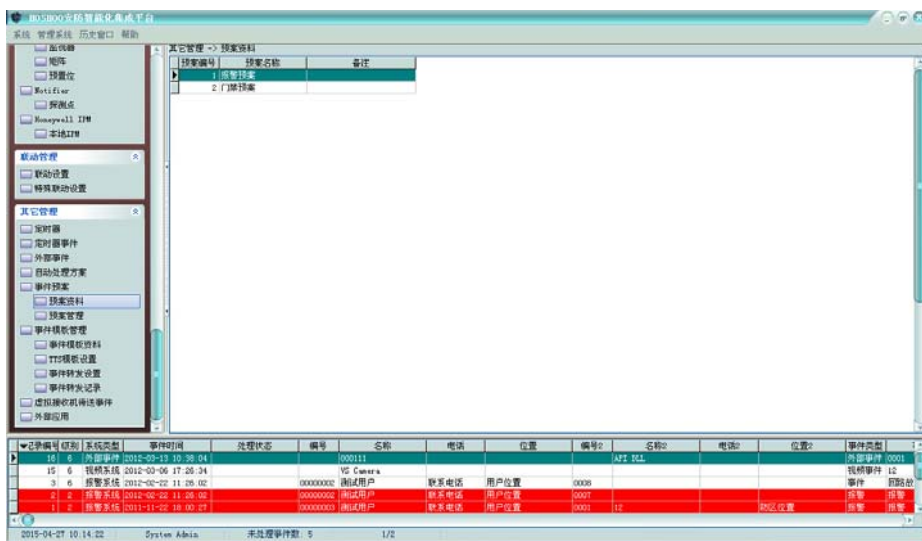 HOSHOO安防智能化集成平台
系统 管理系统 历史窗口 帮助
监视器
矩阵
预置位
Notifier
探测点
Honeywell IPM
本地IPM
联动管理
联动设置
特殊联动设置
其它管理
定时器
定时器事件
外部事件
自动处理方案
事件预案
预案资料
预案管理
事件模板管理
事件模板资料
TTS模板设置
事件转发设置
事件转发记录
虚拟接收机待送事件
外部应用
其它管理 -> 预案资料
预案编号 预案名称 备注
1 报警预案
2 门禁预案
记录编号 级别 系统类型 事件时间 处理状态 编号 名称 电话 位置 编号2 名称2 电话2 位置2 事件类型
16 6 外部事件 2012-03-13 10:38:04 000111 API DLL 外部事件 0001
15 6 视频系统 2012-03-06 17:26:34 VS Camera 视频事件 12
3 6 报警系统 2012-02-22 11:26:02 00000002 测试用户 联系电话 用户位置 0008 事件 回路故
2 2 报警系统 2012-02-22 11:26:02 00000002 测试用户 联系电话 用户位置 0007 报警 报警
1 2 报警系统 2011-11-22 18:00:27 00000003 测试用户 联系电话 用户位置 0001 12 防区位置 报警 报警
2015-04-27 10:14:22 System Admin 未处理事件数: 5 1/2